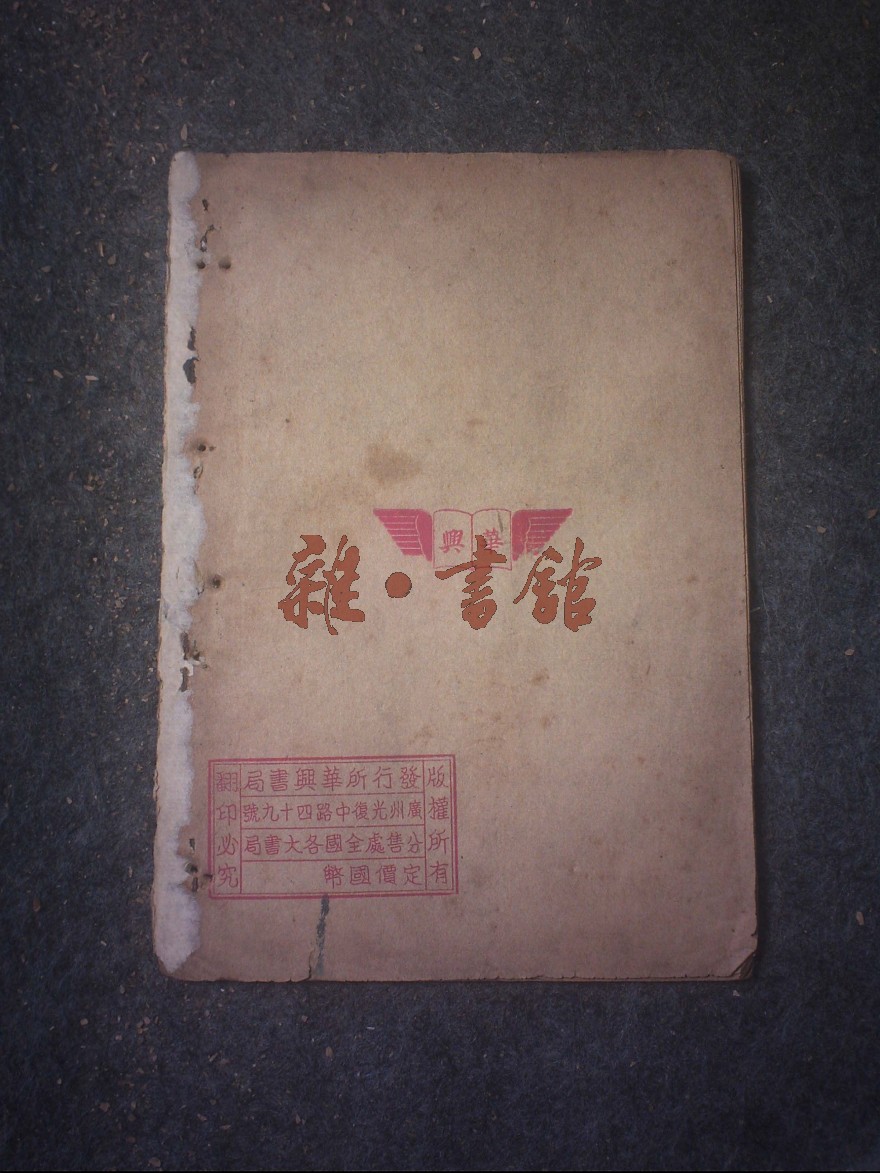 華興
雜·書館
版權所有
發行所華興書局
廣州光復中路四十九號
分售處全國各大書局
定價國幣
翻印必究